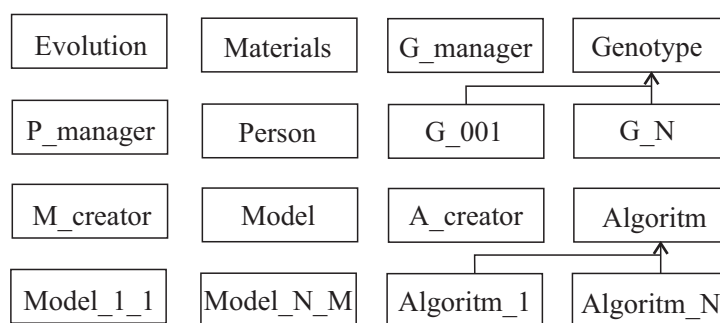 Evolution Materials G_manager Genotype
P_manager Person G_001 G_N
M_creator Model A_creator Algoritm
Model_1_1 Model_N_M Algoritm_1 Algoritm_N